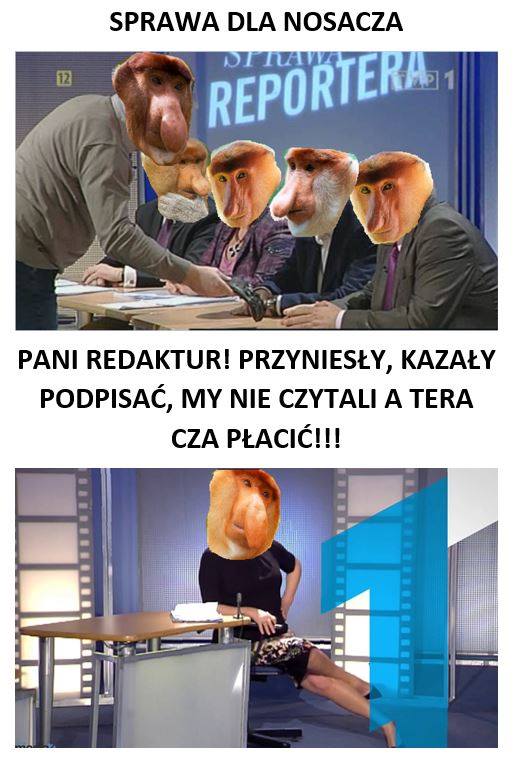 SPRAWA DLA NOSACZA
12
SPRAWA
REPORTERA
TVP 1
PANI REDAKTUR! PRZYNIESŁY, KAZAŁY
PODPISAĆ, MY NIE CZYTALI A TERA
CZA PŁACIĆ!!!
1